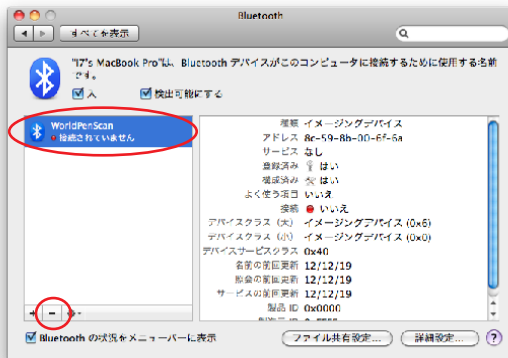 Bluetooth
すべてを表示
"i7's MacBook Pro"は、Bluetooth デバイスがこのコンピュータに接続するために使用する名前
です。
入 検出可能にする
WorldPenScan
接続されていません
種類 イメージングデバイス
アドレス 8c-59-8b-00-6f-6a
サービス なし
登録済み はい
構成済み はい
よく使う項目 いいえ
接続 いいえ
デバイスクラス（大） イメージングデバイス (0x6)
デバイスクラス（小） イメージングデバイス (0x0)
デバイスサービスクラス 0x40
名前の前回更新 12/12/19
照会の前回更新 12/12/19
サービスの前回更新 12/12/19
製品 ID 0x0000
Bluetooth の状況をメニューバーに表示
ファイル共有設定... 詳細設定... ?